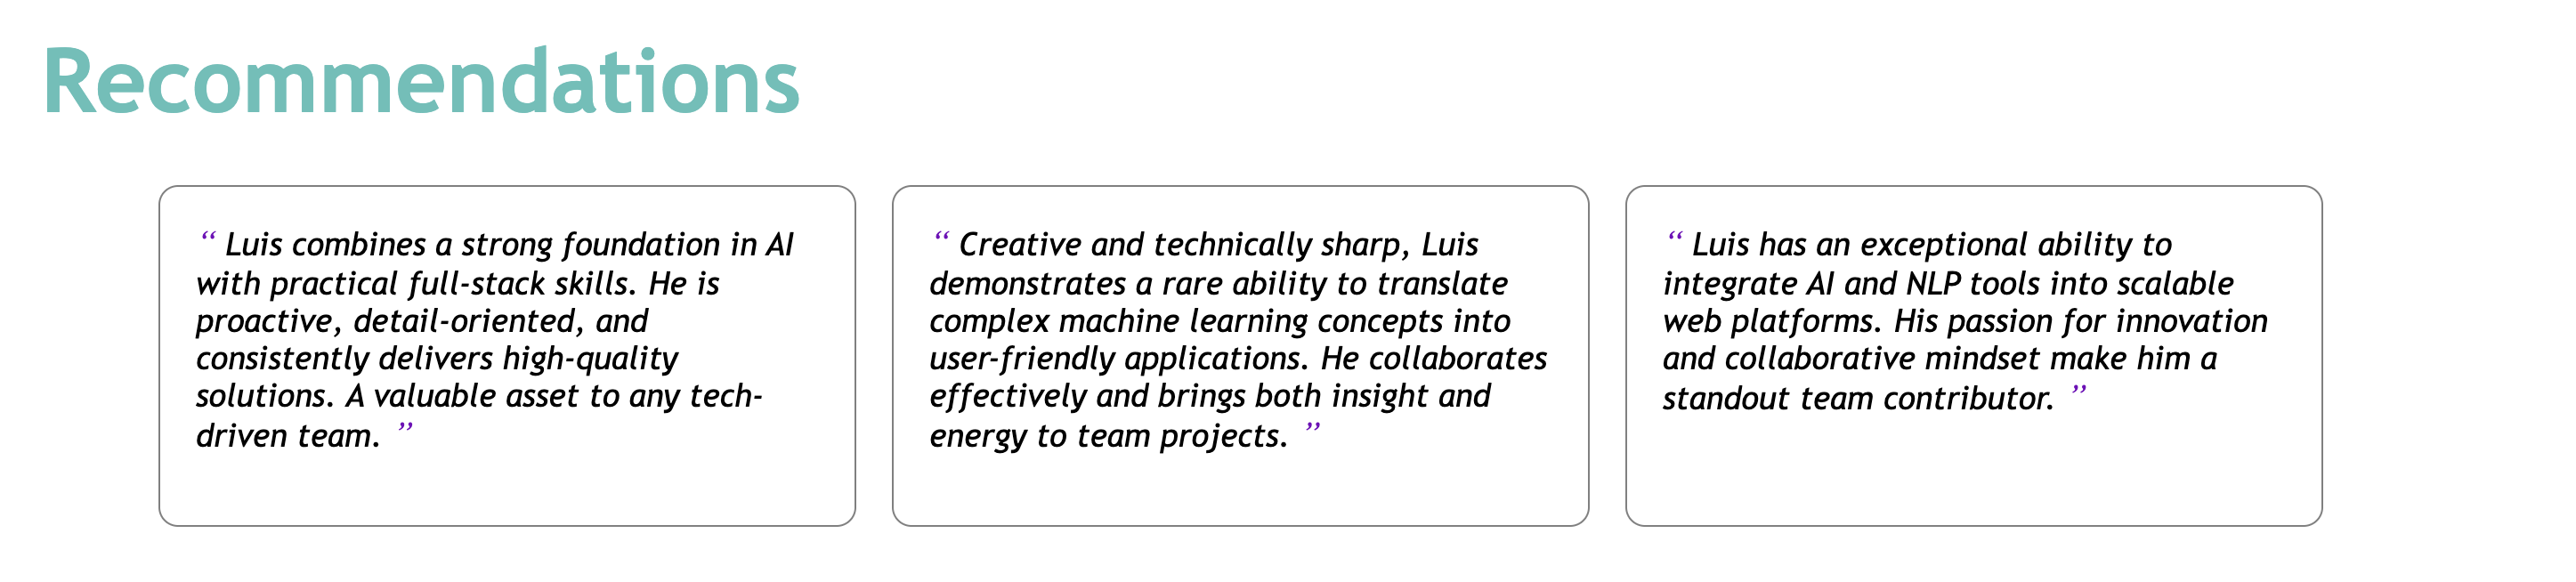 Recommendations
“ Luis combines a strong foundation in AI
with practical full-stack skills. He is
proactive, detail-oriented, and
consistently delivers high-quality
solutions. A valuable asset to any tech-
driven team. ”
“ Creative and technically sharp, Luis
demonstrates a rare ability to translate
complex machine learning concepts into
user-friendly applications. He collaborates
effectively and brings both insight and
energy to team projects. ”
“ Luis has an exceptional ability to
integrate AI and NLP tools into scalable
web platforms. His passion for innovation
and collaborative mindset make him a
standout team contributor. ”